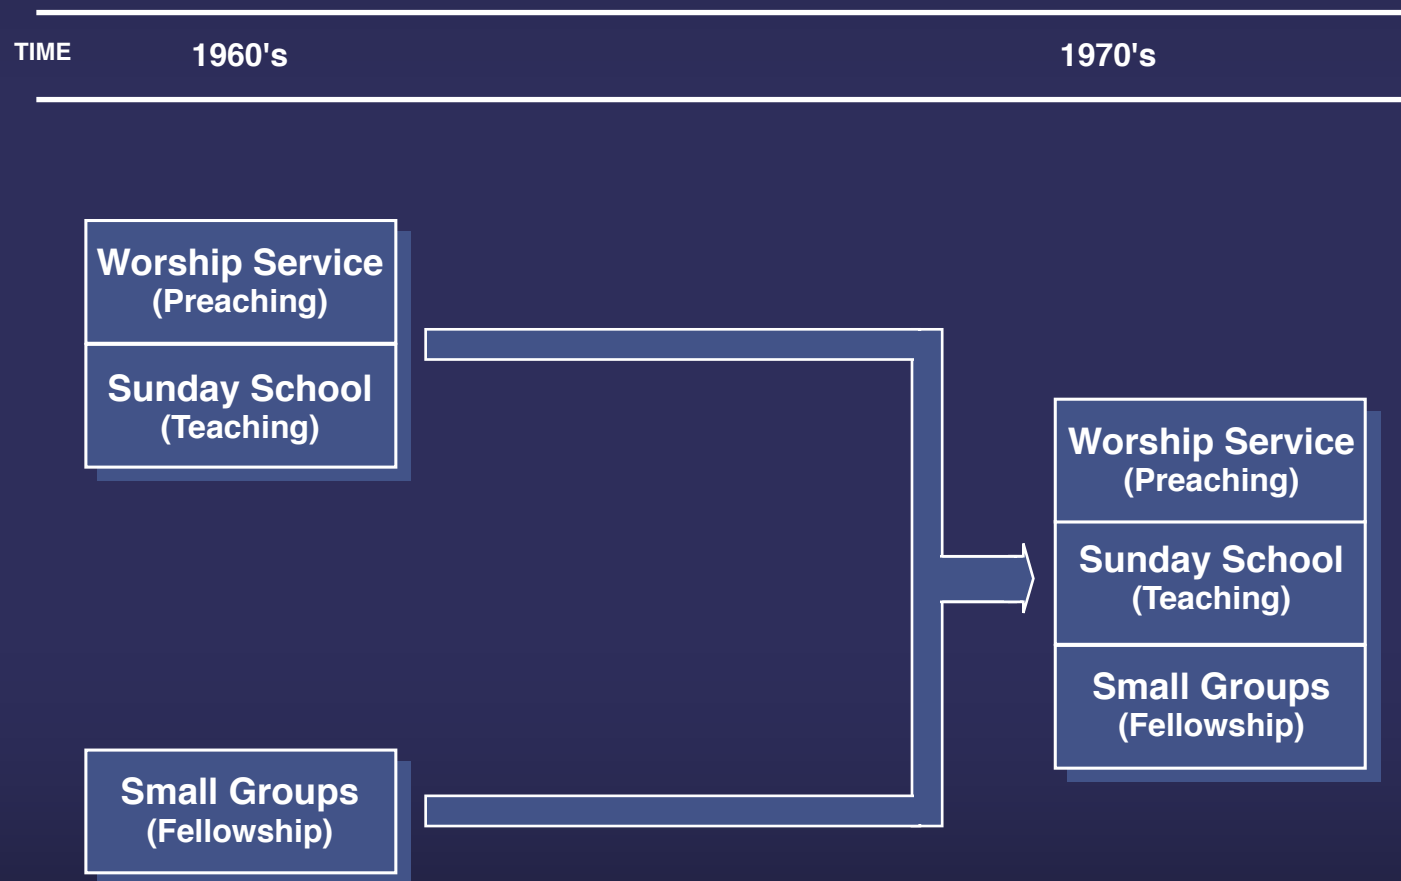 TIME
1960's
1970's
Worship Service
(Preaching)
Sunday School
(Teaching)
Small Groups
(Fellowship)
Worship Service
(Preaching)
Sunday School
(Teaching)
Small Groups
(Fellowship)